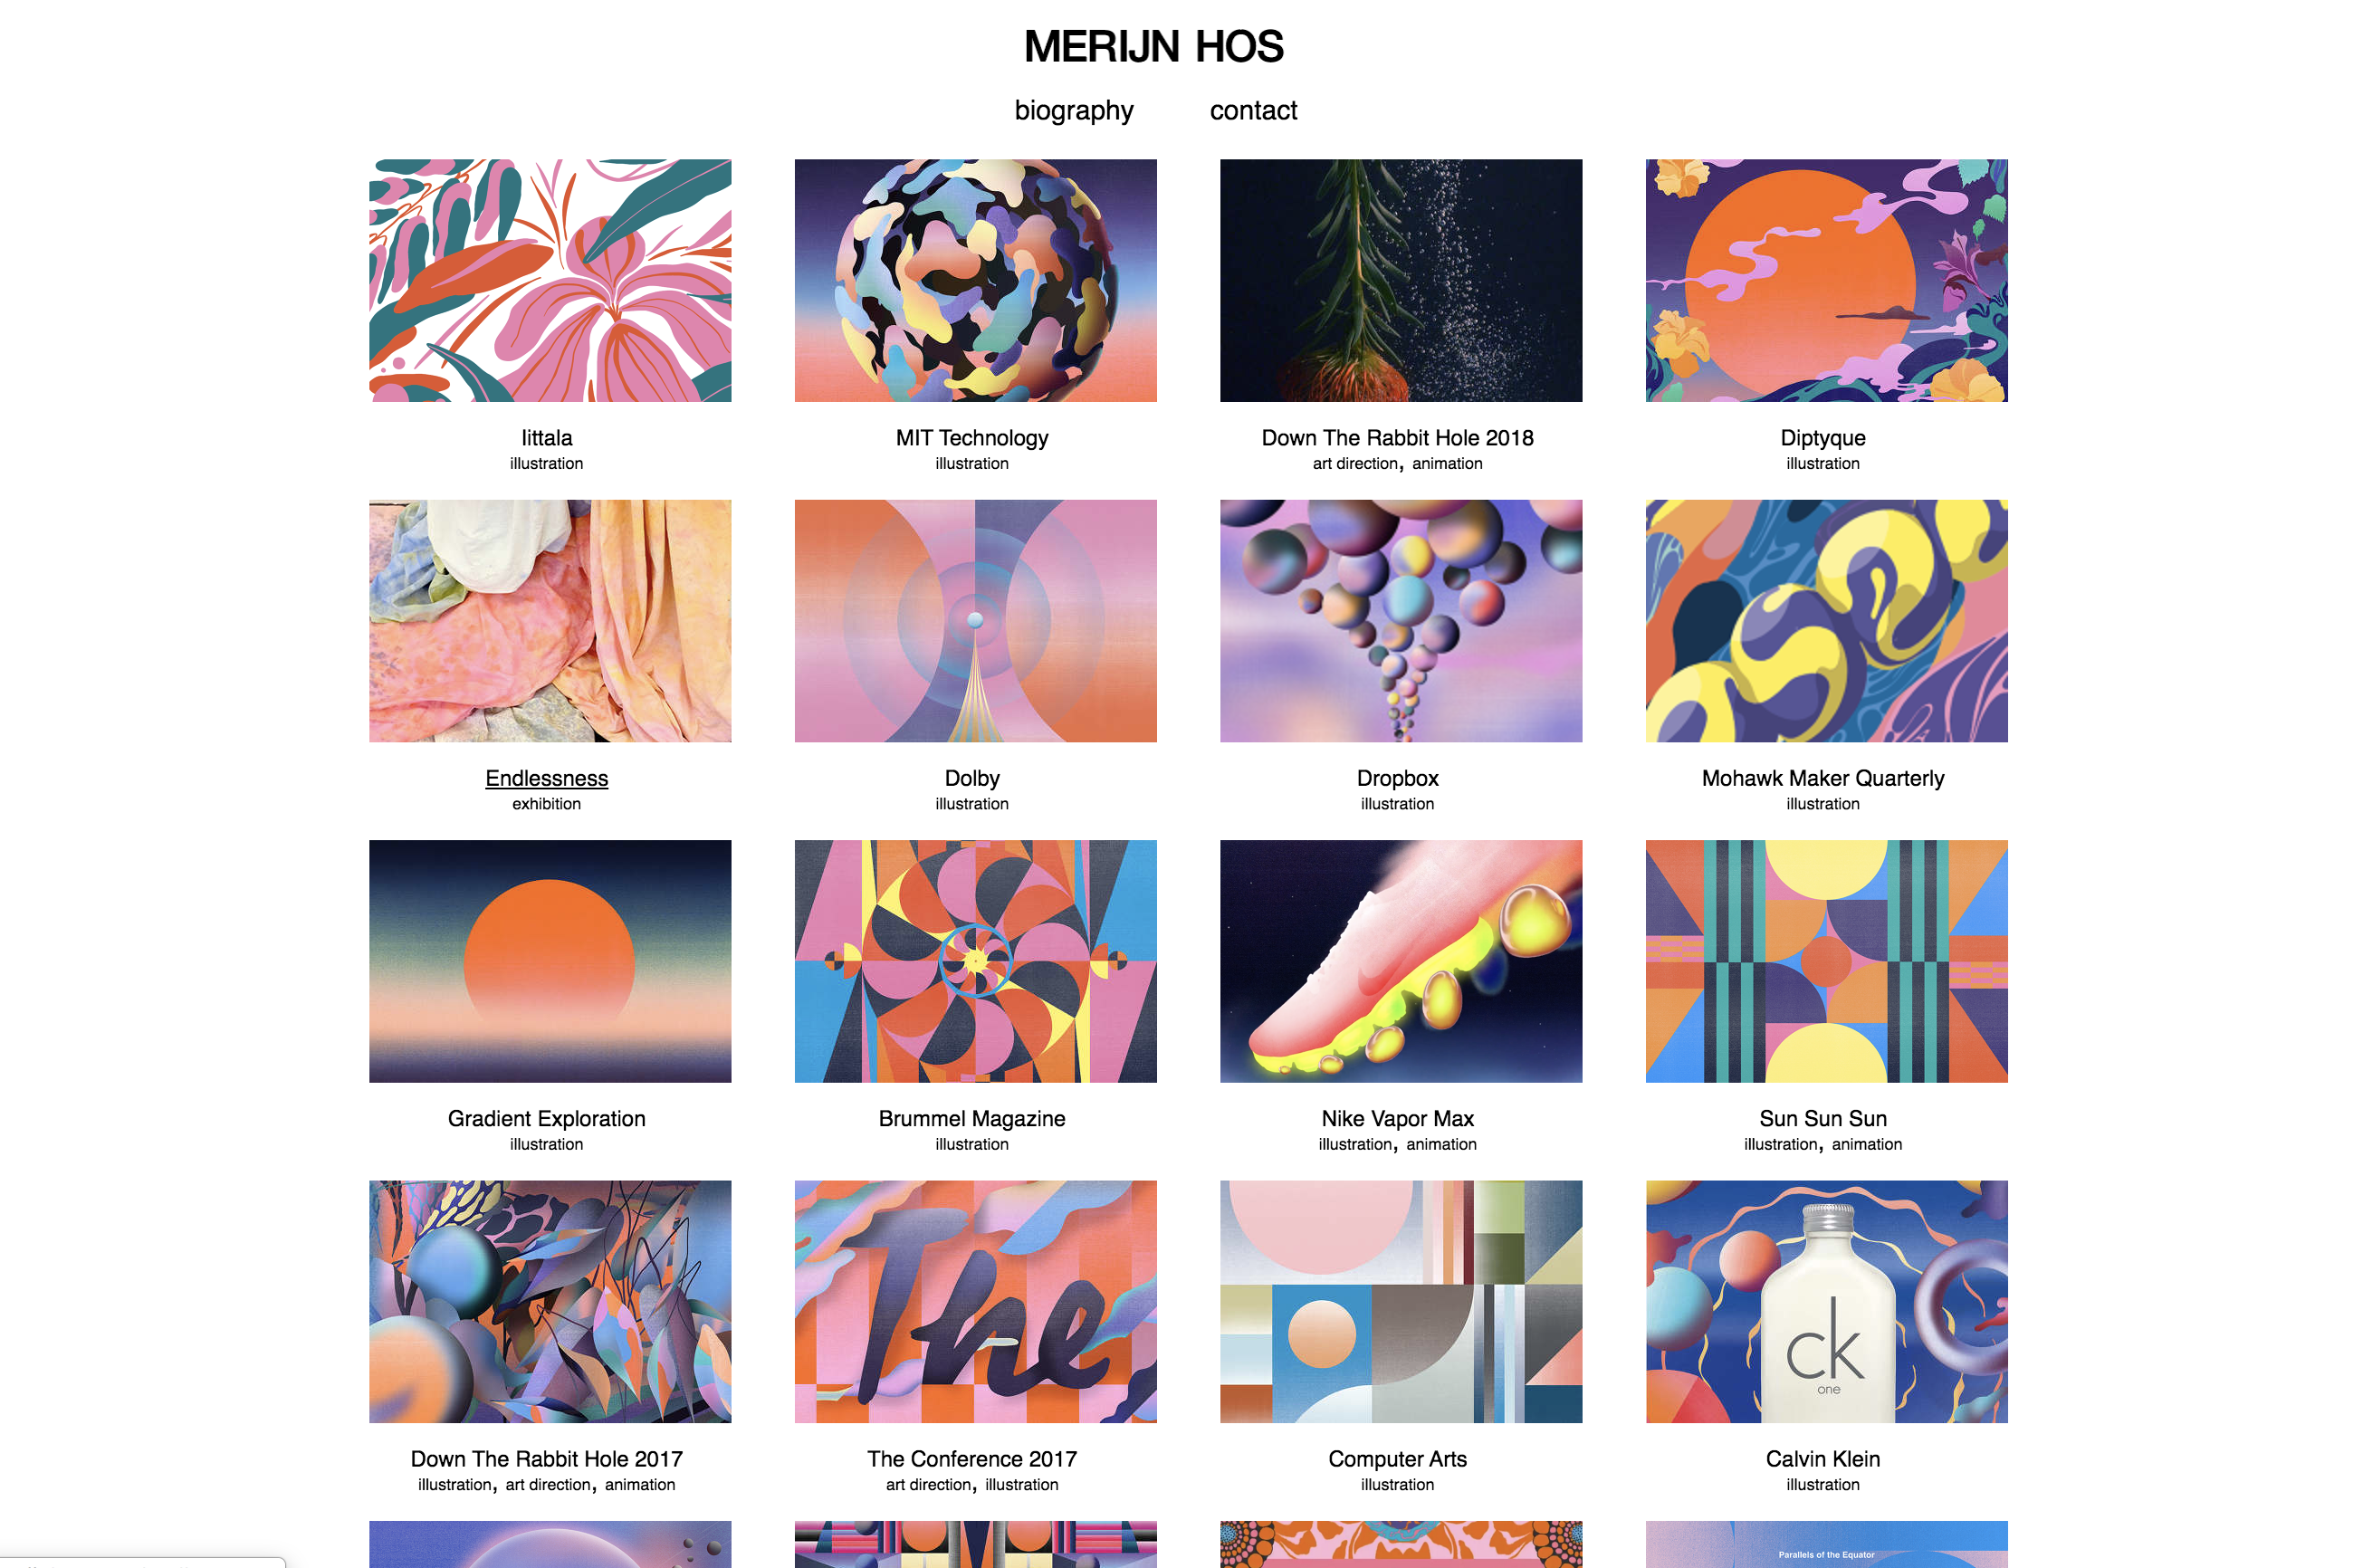 MERIJN HOS
biography contact
Iittala MIT Technology Down The Rabbit Hole 2018 Diptyque
illustration illustration art direction, animation illustration
Endlessness Dolby Dropbox Mohawk Maker Quarterly
exhibition illustration illustration illustration
Gradient Exploration Brummel Magazine Nike Vapor Max Sun Sun Sun
illustration illustration illustration, animation illustration, animation
The
ck
one
Down The Rabbit Hole 2017 The Conference 2017 Computer Arts Calvin Klein
illustration, art direction, animation art direction, illustration illustration illustration
Parallels of the Equator